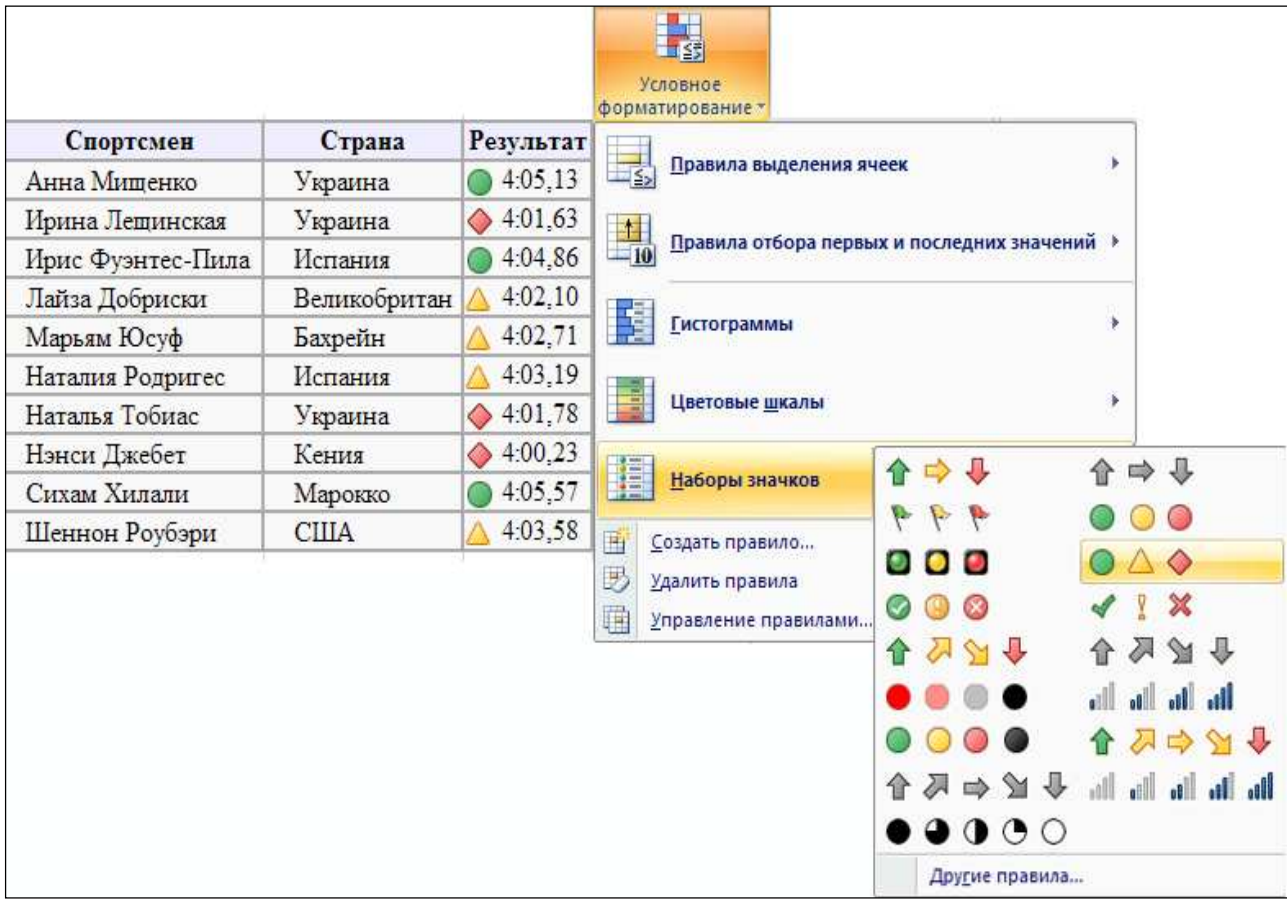 Условное
форматирование
Спортсмен Страна Результат
Анна Мищенко Украина 4:05,13
Ирина Лещинская Украина 4:01,63
Ирис Фуэнтес-Пила Испания 4:04,86
Лайза Добриски Великобритан 4:02,10
Марьям Юсуф Бахрейн 4:02,71
Наталия Родригес Испания 4:03,19
Наталья Тобиас Украина 4:01,78
Нэнси Джебет Кения 4:00,23
Сихам Хилали Марокко 4:05,57
Шеннон Роубэри США 4:03,58
Правила выделения ячеек
10 Правила отбора первых и последних значений
Гистограммы
Цветовые шкалы
Наборы значков
Создать правило...
Удалить правила
Управление правилами...
Другие правила...